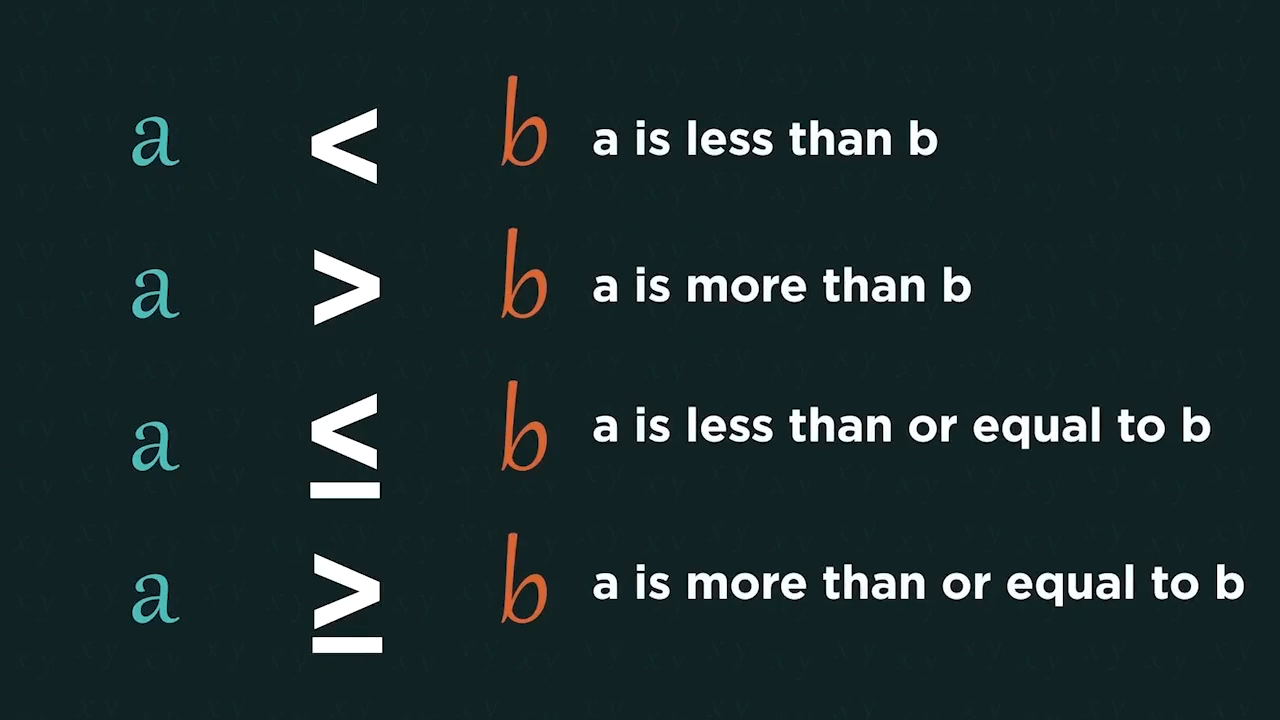 a < b a is less than b
a > b a is more than b
a ≤ b a is less than or equal to b
a ≥ b a is more than or equal to b